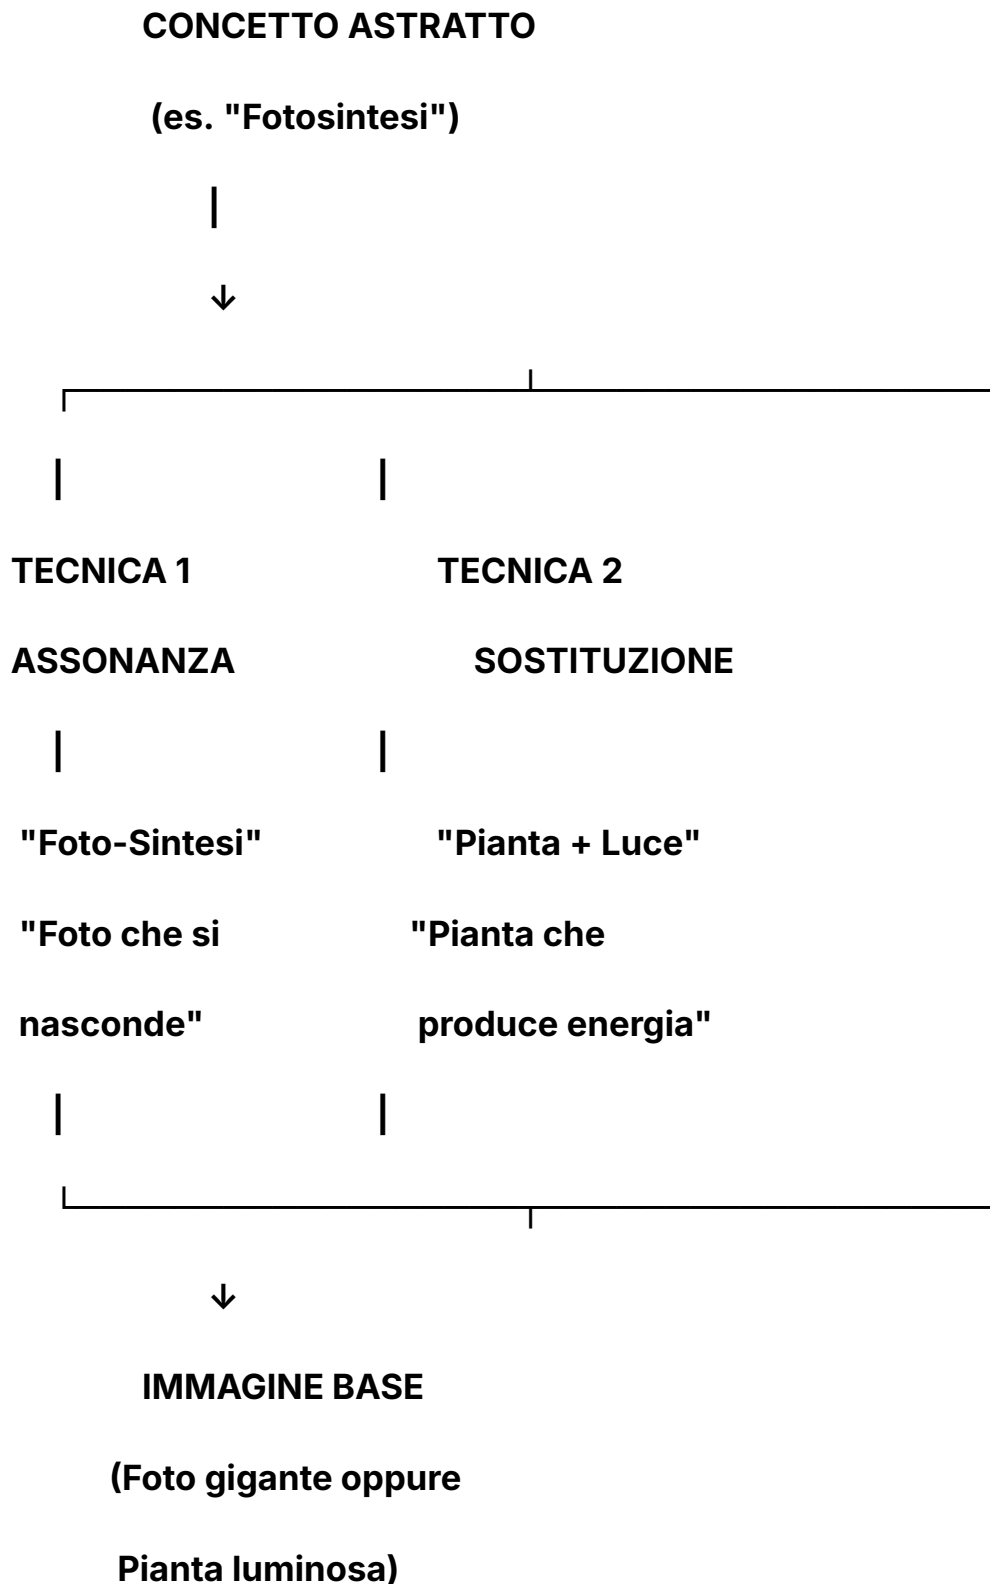 CONCETTO ASTRATTO
(es. "Fotosintesi")
|
↓
┌─────────────┴─────────────
| |
TECNICA 1 TECNICA 2
ASSONANZA SOSTITUZIONE
| |
"Foto-Sintesi" "Pianta + Luce"
"Foto che si "Pianta che
nasconde" produce energia"
| |
└─────────────┬─────────────
↓
IMMAGINE BASE
(Foto gigante oppure
Pianta luminosa)